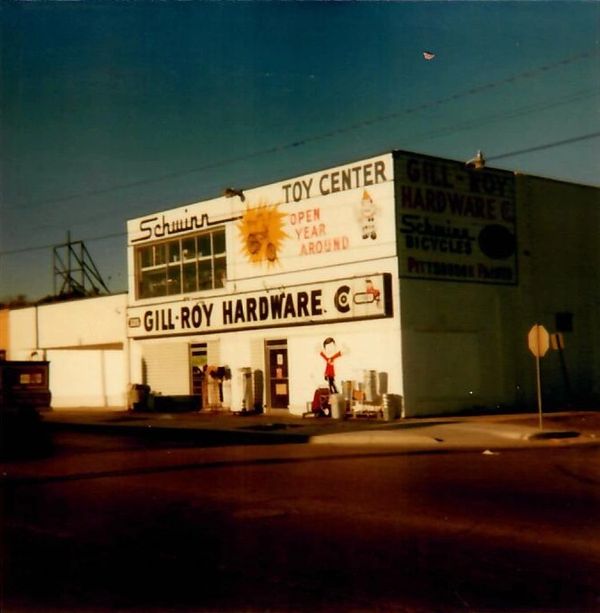 Schwinn
TOY CENTER
OPEN
YEAR
AROUND
GILL-ROY HARDWARE C
GILL-ROY
HARDWARE C
Schwinn
BICYCLES
PITTSBURGH PAINTS